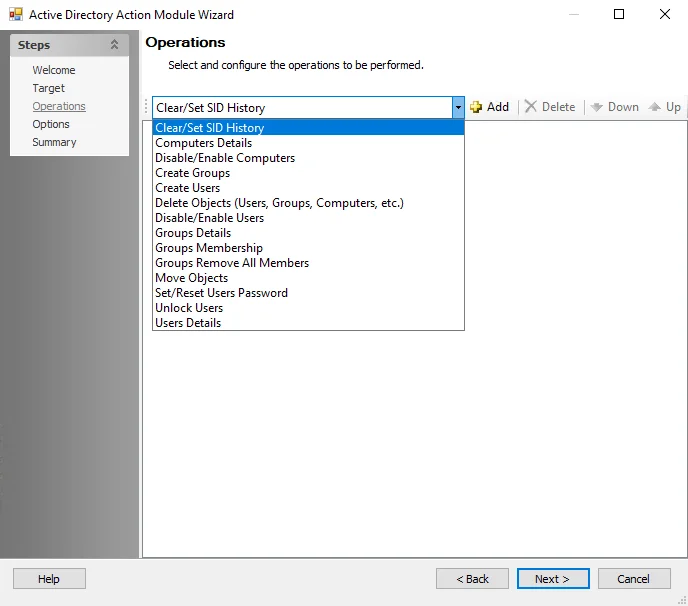 Active Directory Action Module Wizard
Steps
Welcome
Target
Operations
Options
Summary
Operations
Select and configure the operations to be performed.
Clear/Set SID History
Add
Delete
Down
Up
Clear/Set SID History
Computers Details
Disable/Enable Computers
Create Groups
Create Users
Delete Objects (Users, Groups, Computers, etc.)
Disable/Enable Users
Groups Details
Groups Membership
Groups Remove All Members
Move Objects
Set/Reset Users Password
Unlock Users
Users Details
Help
< Back
Next >
Cancel